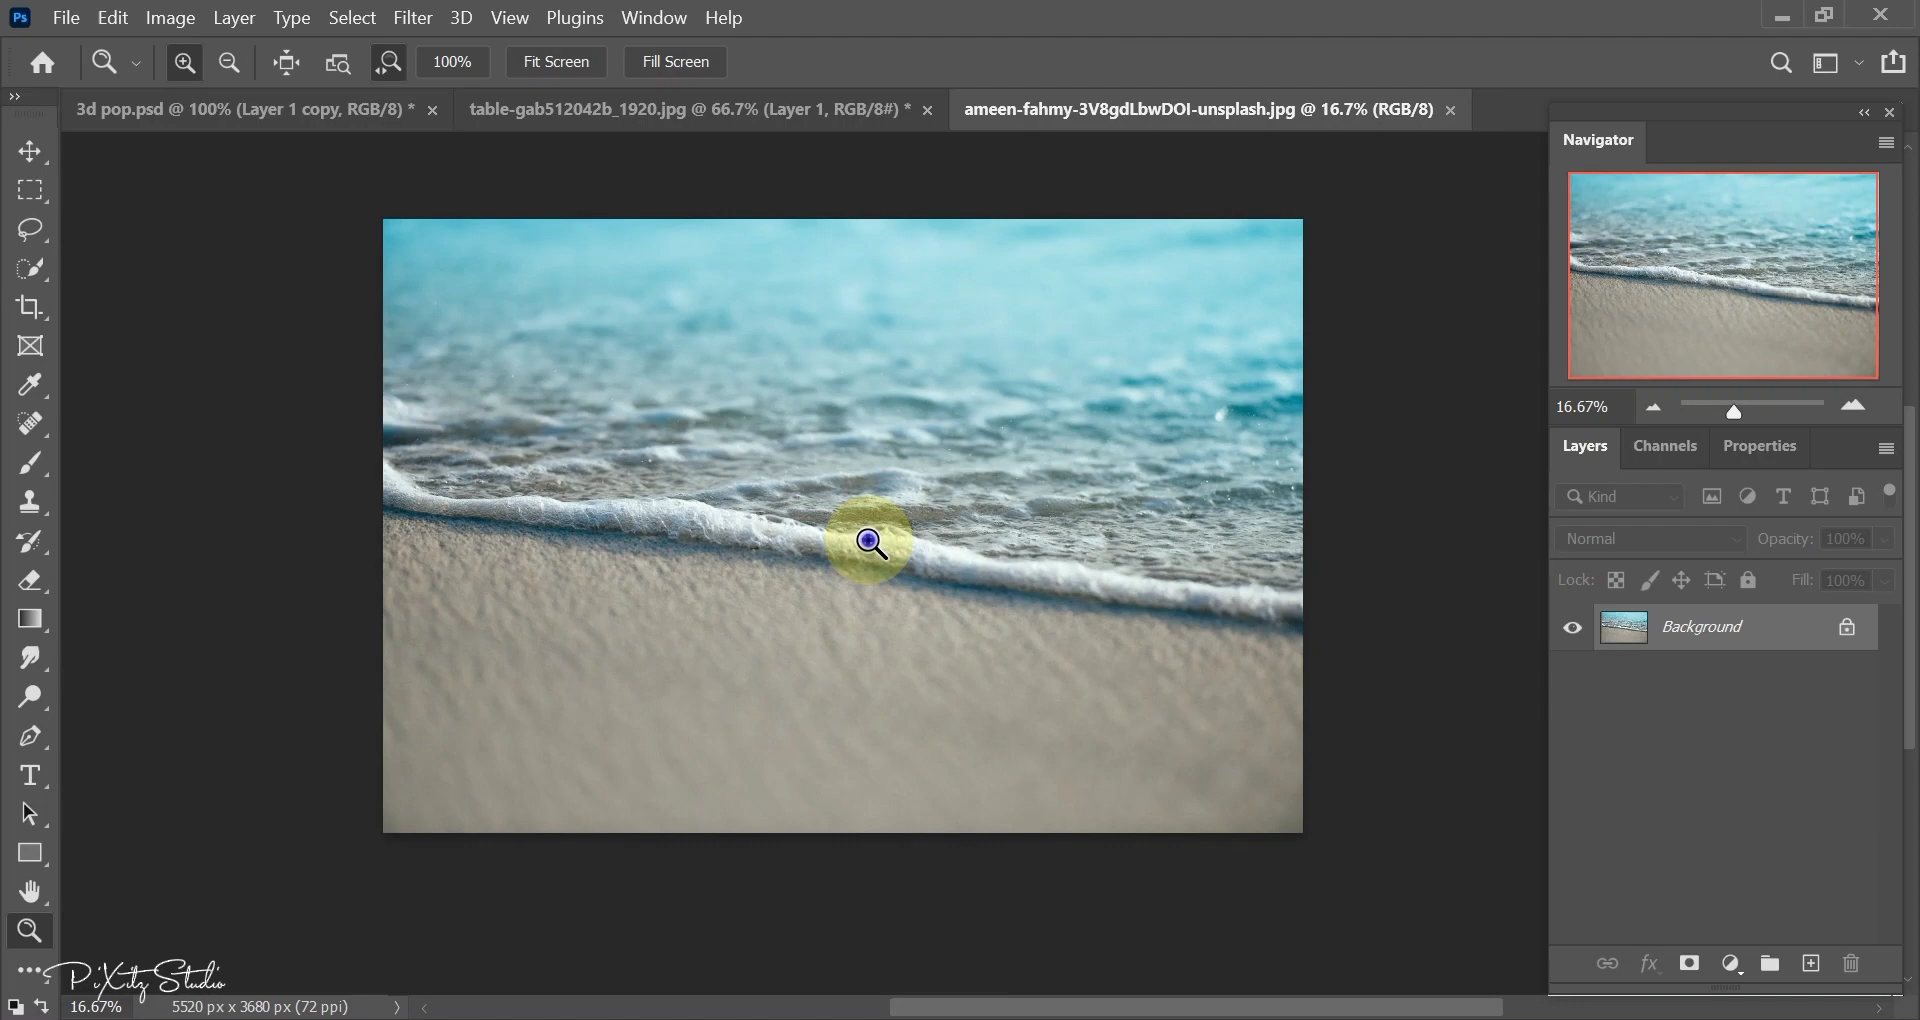 Ps File Edit Image Layer Type Select Filter 3D View Plugins Window Help
100% Fit Screen Fill Screen
3d pop.psd @ 100% (Layer 1 copy, RGB/8) * × table-gab512042b_1920.jpg @ 66.7% (Layer 1, RGB/8#) * × ameen-fahmy-3V8gdLbwDOI-unsplash.jpg @ 16.7% (RGB/8) ×
Navigator
16.67%
Layers Channels Properties
Kind
Normal Opacity: 100%
Lock: Fill: 100%
Background
PiXitz Studio
16.67% 5520 px x 3680 px (72 ppi)